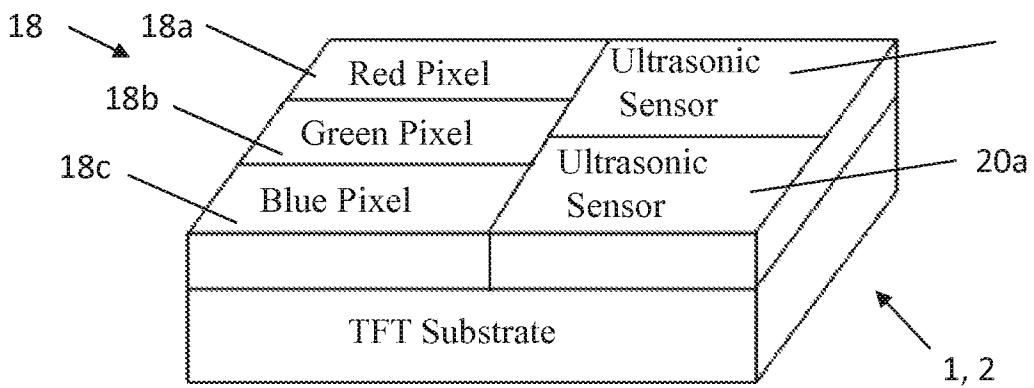 18
18a
Red Pixel
Ultrasonic
Sensor
18b
Green Pixel
18c
Blue Pixel
Ultrasonic
Sensor
20a
TFT Substrate
1, 2